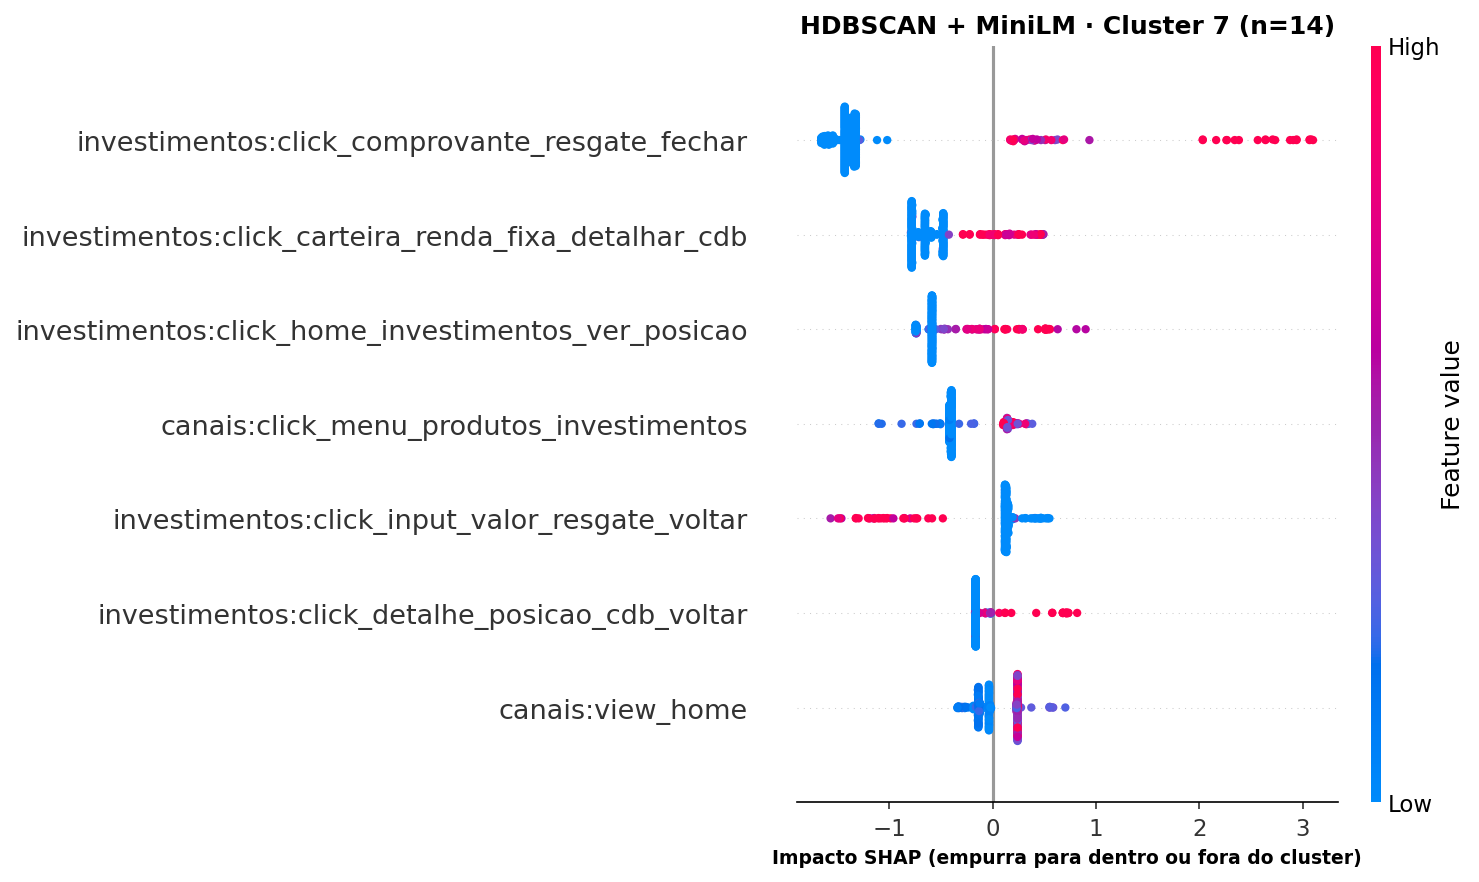 HDBSCAN + MiniLM · Cluster 7 (n=14)
High
investimentos:click_comprovante_resgate_fechar
investimentos:click_carteira_renda_fixa_detalhar_cdb
investimentos:click_home_investimentos_ver_posicao
canais:click_menu_produtos_investimentos
investimentos:click_input_valor_resgate_voltar
investimentos:click_detalhe_posicao_cdb_voltar
canais:view_home
Feature value
Low
−1 0 1 2 3
Impacto SHAP (empurra para dentro ou fora do cluster)